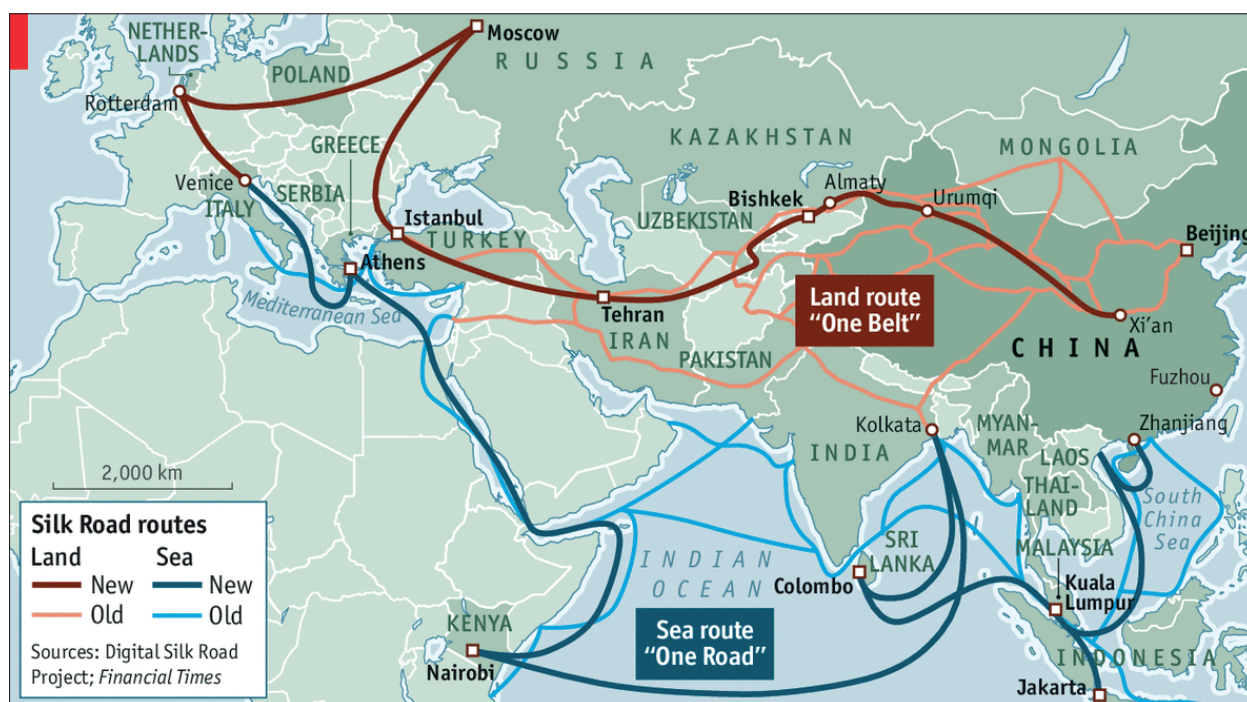 NETHER-
LANDS
Moscow
RUSSIA
POLAND
Rotterdam
KAZAKHSTAN
GREECE
MONGOLIA
Venice
ITALY
SERBIA
Almaty
Bishkek
Urumqi
UZBEKISTAN
Istanbul
TURKEY
Beijing
Athens
Mediterranean Sea
Tehran
IRAN
Land route
“One Belt”
Xi’an
PAKISTAN
CHINA
Fuzhou
Kolkata
MYAN-
MAR
Zhanjiang
INDIA
LAOS
2,000 km
THAI-
LAND
South
China
Sea
Silk Road routes
Land
Sea
New
New
Old
Old
Sources: Digital Silk Road
Project; Financial Times
INDIAN
OCEAN
SRI
LANKA
Colombo
MALAYSIA
Kuala
Lumpur
KENYA
Nairobi
Sea route
“One Road”
INDONESIA
Jakarta